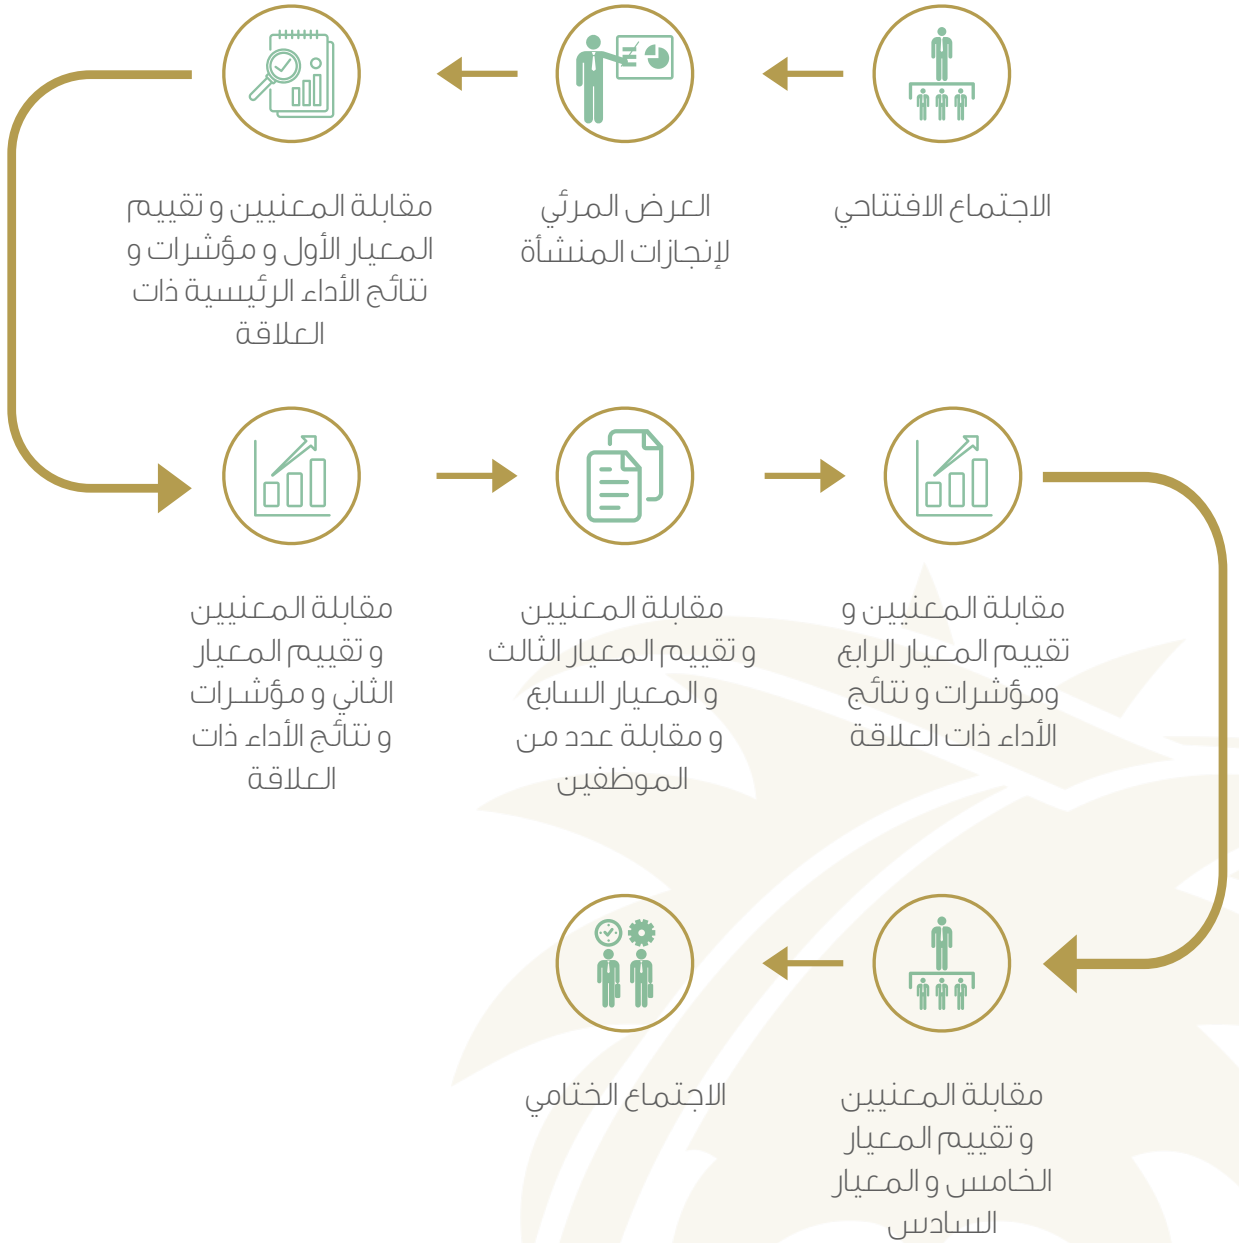 الاجتماع الافتتاحي
العرض المرئي
لإنجازات المنشأة
مقابلة المعنيين و تقييم
المعيار الأول و مؤشرات و
نتائج الأداء الرئيسية ذات
العلاقة
مقابلة المعنيين
و تقييم المعيار
الثاني و مؤشرات
و نتائج الأداء ذات
العلاقة
مقابلة المعنيين
و تقييم المعيار الثالث
و المعيار السابع
و مقابلة عدد من
الموظفين
مقابلة المعنيين و
تقييم المعيار الرابع
ومؤشرات و نتائج
الأداء ذات العلاقة
مقابلة المعنيين
و تقييم المعيار
الخامس و المعيار
السادس
الاجتماع الختامي